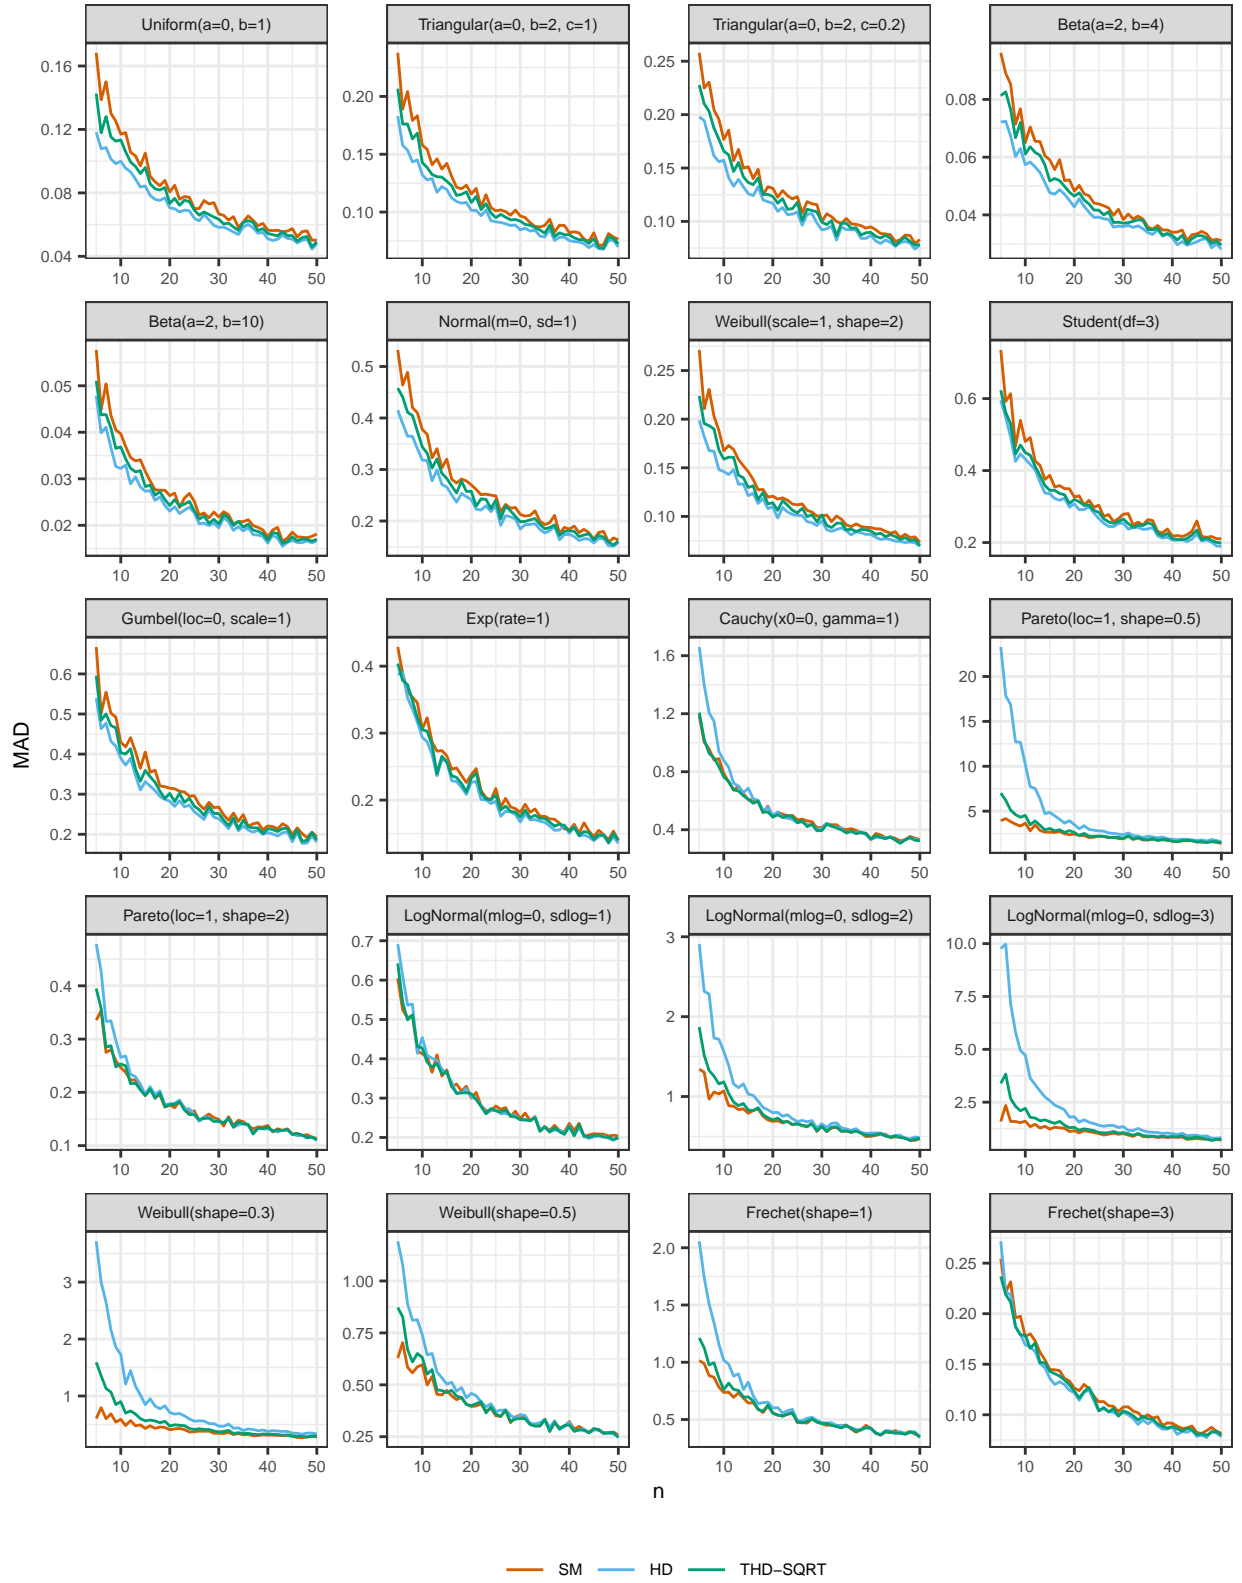 Uniform(a=0, b=1)
Triangular(a=0, b=2, c=1)
Triangular(a=0, b=2, c=0.2)
Beta(a=2, b=4)
0.16
0.12
0.08
0.04
0.20
0.15
0.10
0.25
0.20
0.15
0.10
0.08
0.06
0.04
10 20 30 40 50
10 20 30 40 50
10 20 30 40 50
10 20 30 40 50
Beta(a=2, b=10)
Normal(m=0, sd=1)
Weibull(scale=1, shape=2)
Student(df=3)
0.05
0.04
0.03
0.02
0.5
0.4
0.3
0.2
0.25
0.20
0.15
0.10
0.6
0.4
0.2
10 20 30 40 50
10 20 30 40 50
10 20 30 40 50
10 20 30 40 50
MAD
Gumbel(loc=0, scale=1)
Exp(rate=1)
Cauchy(x0=0, gamma=1)
Pareto(loc=1, shape=0.5)
0.6
0.5
0.4
0.3
0.2
0.4
0.3
0.2
1.6
1.2
0.8
0.4
20
15
10
5
10 20 30 40 50
10 20 30 40 50
10 20 30 40 50
10 20 30 40 50
Pareto(loc=1, shape=2)
LogNormal(mlog=0, sdlog=1)
LogNormal(mlog=0, sdlog=2)
LogNormal(mlog=0, sdlog=3)
0.4
0.3
0.2
0.1
0.7
0.6
0.5
0.4
0.3
0.2
3
2
1
10.0
7.5
5.0
2.5
10 20 30 40 50
10 20 30 40 50
10 20 30 40 50
10 20 30 40 50
Weibull(shape=0.3)
Weibull(shape=0.5)
Frechet(shape=1)
Frechet(shape=3)
3
2
1
1.00
0.75
0.50
0.25
2.0
1.5
1.0
0.5
0.25
0.20
0.15
0.10
10 20 30 40 50
10 20 30 40 50
10 20 30 40 50
10 20 30 40 50
n
SM HD THD−SQRT